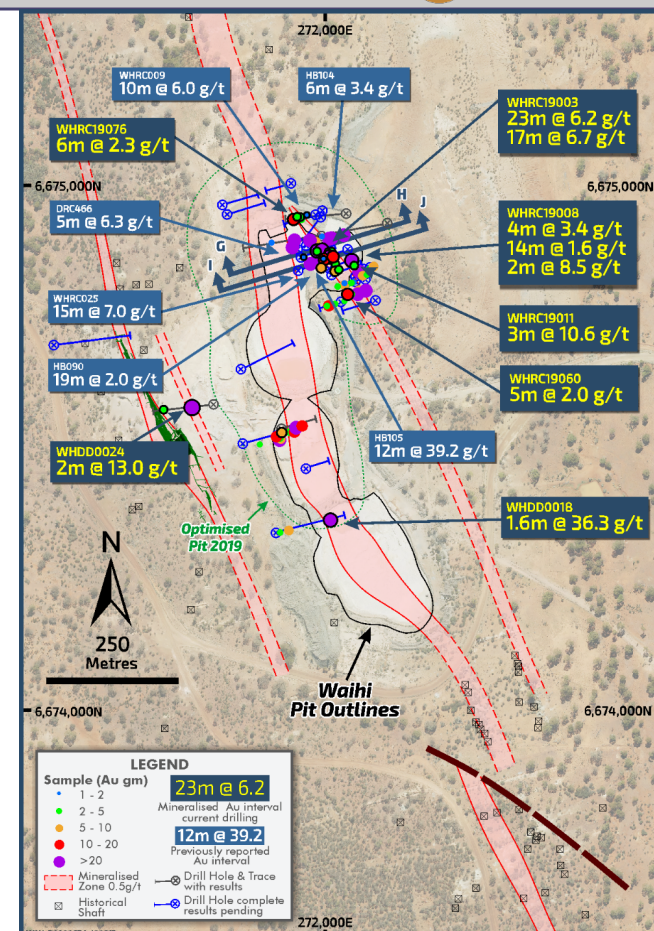 272,000E
WHRC009
10m @ 6.0 g/t
HB104
6m @ 3.4 g/t
WHRC19003
23m @ 6.2 g/t
17m @ 6.7 g/t
WHRC19076
6m @ 2.3 g/t
6,675,000N
6,675,000N
H
J
DRC466
5m @ 6.3 g/t
G
I
WHRC19008
4m @ 3.4 g/t
14m @ 1.6 g/t
2m @ 8.5 g/t
WHRC025
15m @ 7.0 g/t
WHRC19011
3m @ 10.6 g/t
HB090
19m @ 2.0 g/t
WHRC19060
5m @ 2.0 g/t
HB105
12m @ 39.2 g/t
WHDD0024
2m @ 13.0 g/t
WHDD0018
1.6m @ 36.3 g/t
Optimised
Pit 2019
N
250
Metres
Waihi
Pit Outlines
6,674,000N
6,674,000N
LEGEND
Sample (Au gm)
1 - 2
2 - 5
5 - 10
10 - 20
>20
Mineralised
Zone 0.5g/t
Historical
Shaft
23m @ 6.2
Mineralised Au interval
current drilling
12m @ 39.2
Previously reported
Au interval
Drill Hole & Trace
with results
Drill Hole complete
results pending
272,000E